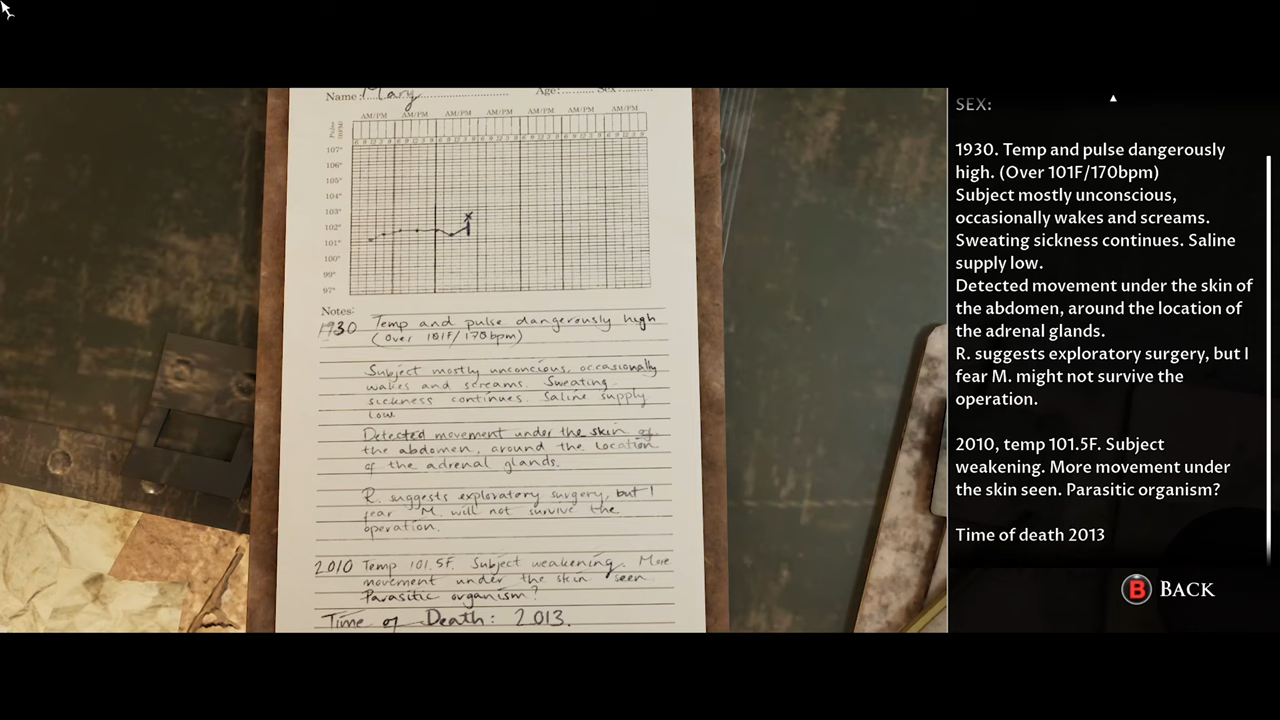 Name: Mary Age: Sex:
AM/PM AM/PM AM/PM AM/PM AM/PM AM/PM AM/PM
Pulse
107°
106°
105°
104°
103°
102°
101°
100°
99°
97°
Notes:
1930 Temp and pulse dangerously high
(Over 101F/170bpm)
Subject mostly unconcious, occasionally
wakes and screams. Sweating
sickness continues. Saline supply
low.
Detected movement under the skin of
the abdomen, around the location
of the adrenal glands.
R. suggests exploratory surgery, but I
fear M. will not survive the
operation.
2010 Temp 101.5F. Subject weakening. More
movement under the skin seen.
Parasitic organism?
Time of Death: 2013.
SEX:
1930. Temp and pulse dangerously
high. (Over 101F/170bpm)
Subject mostly unconscious,
occasionally wakes and screams.
Sweating sickness continues. Saline
supply low.
Detected movement under the skin of
the abdomen, around the location of
the adrenal glands.
R. suggests exploratory surgery, but I
fear M. might not survive the
operation.
2010, temp 101.5F. Subject
weakening. More movement under
the skin seen. Parasitic organism?
Time of death 2013
B BACK